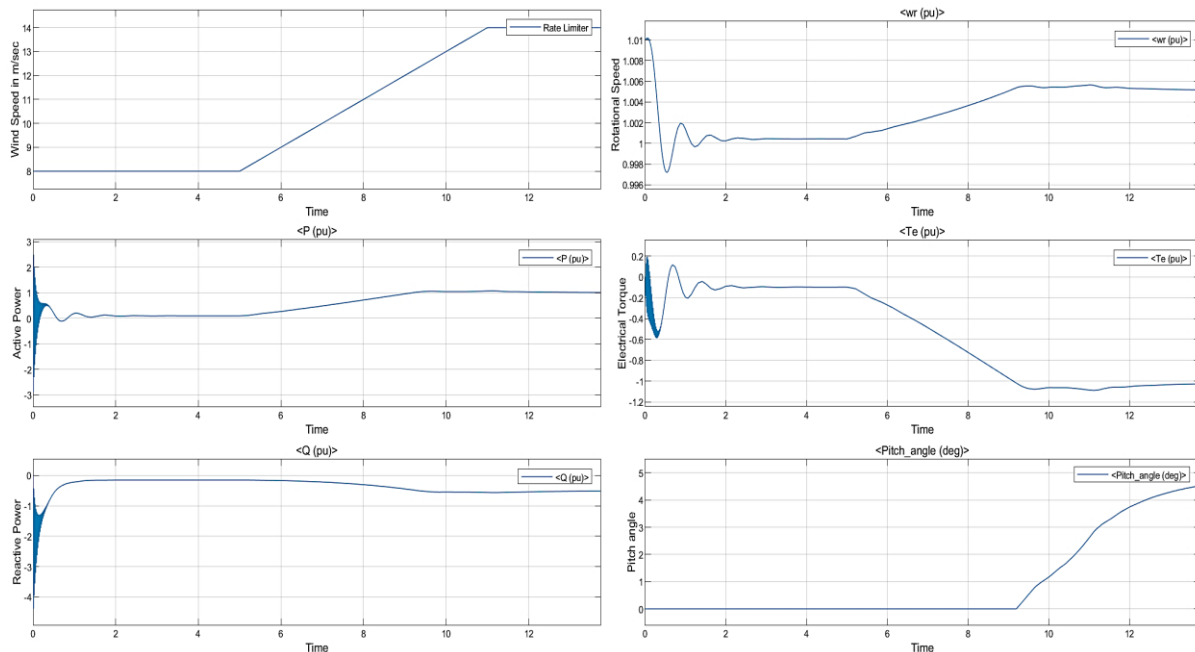 Wind Speed in m/sec
14
13
12
11
10
9
8
Rate Limiter
0 2 4 6 8 10 12
Time
<wr (pu)>
Rotational Speed
1.01
1.006
1.004
1.002
1
0.998
0.996
<wr (pu)>
0 2 4 6 8 10 12
Time
<P (pu)>
Active Power
3
2
1
0
-1
-2
-3
<P (pu)>
0 2 4 6 8 10 12
Time
<Te (pu)>
Electrical Torque
0.2
0
-0.2
-0.4
-0.6
-0.8
-1
-1.2
<Te (pu)>
0 2 4 6 8 10 12
Time
<Q (pu)>
Reactive Power
0
-1
-2
-3
-4
<Q (pu)>
0 2 4 6 8 10 12
Time
<Pitch_angle (deg)>
Pitch angle
5
4
3
2
1
0
<Pitch_angle (deg)>
0 2 4 6 8 10 12
Time